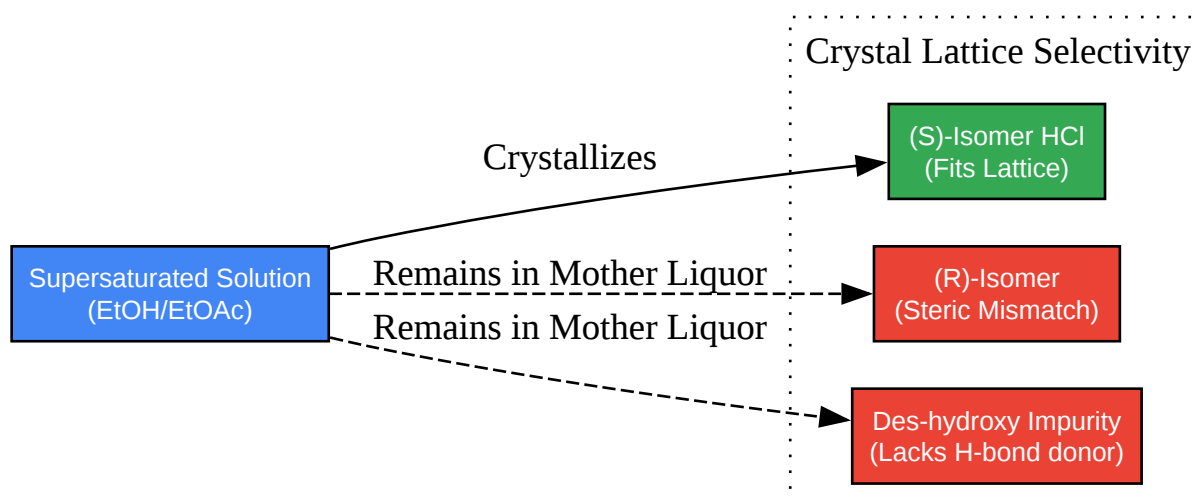 Crystal Lattice Selectivity
(S)-Isomer HCl
(Fits Lattice)
Crystallizes
Supersaturated Solution
(EtOH/EtOAc)
Remains in Mother Liquor
(R)-Isomer
(Steric Mismatch)
Remains in Mother Liquor
Des-hydroxy Impurity
(Lacks H-bond donor)